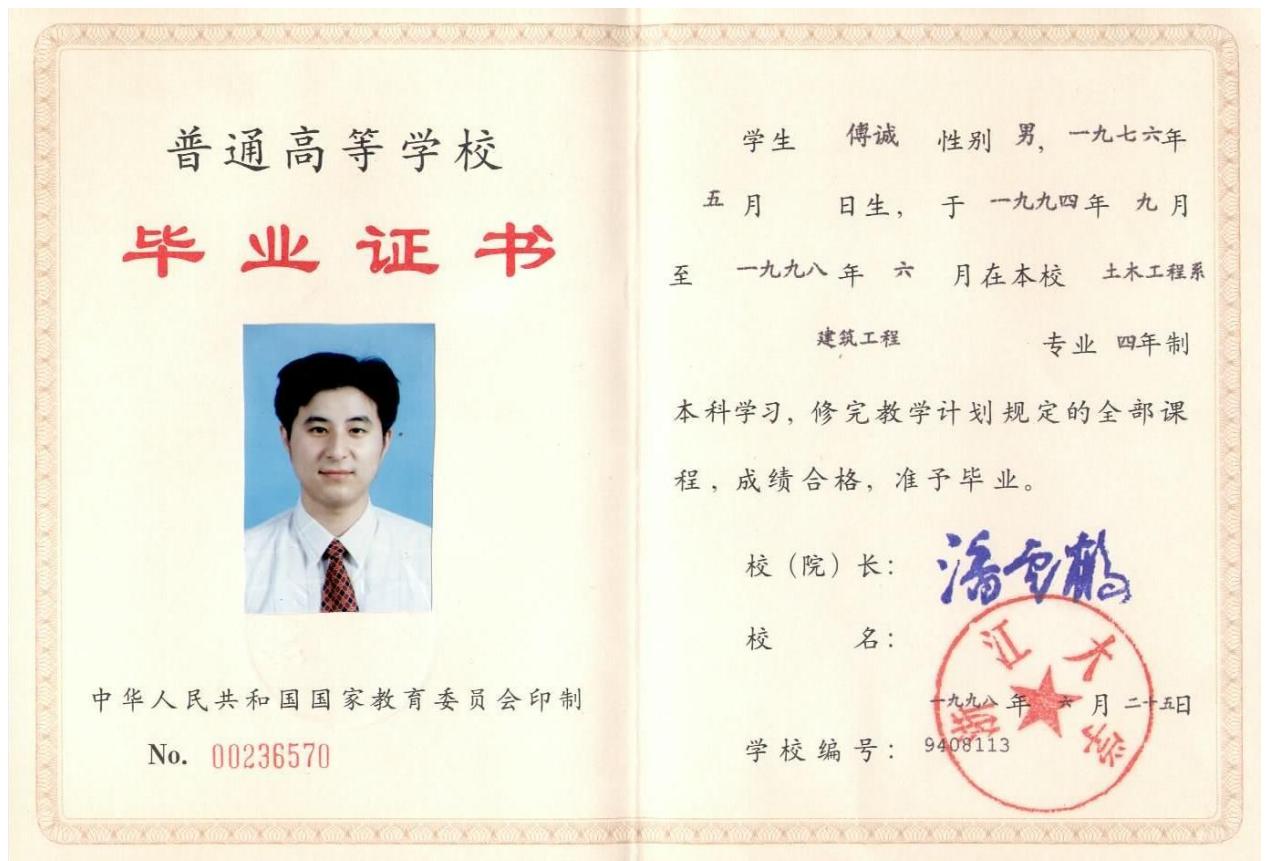 普通高等学校
毕业证书
中华人民共和国国家教育委员会印制
No. 00236570
学生 傅诚 性别 男, 一九七六年
五月 日生, 于 一九九四年 九月
至 一九九八年 六 月在本校 土木工程系
建筑工程 专业 四年制
本科学习, 修完教学计划规定的全部课
程, 成绩合格, 准予毕业。
校（院）长: 潘云鹤
校 名:
浙江大学
一九九八年 六月二十五日
学校编号: 9408113